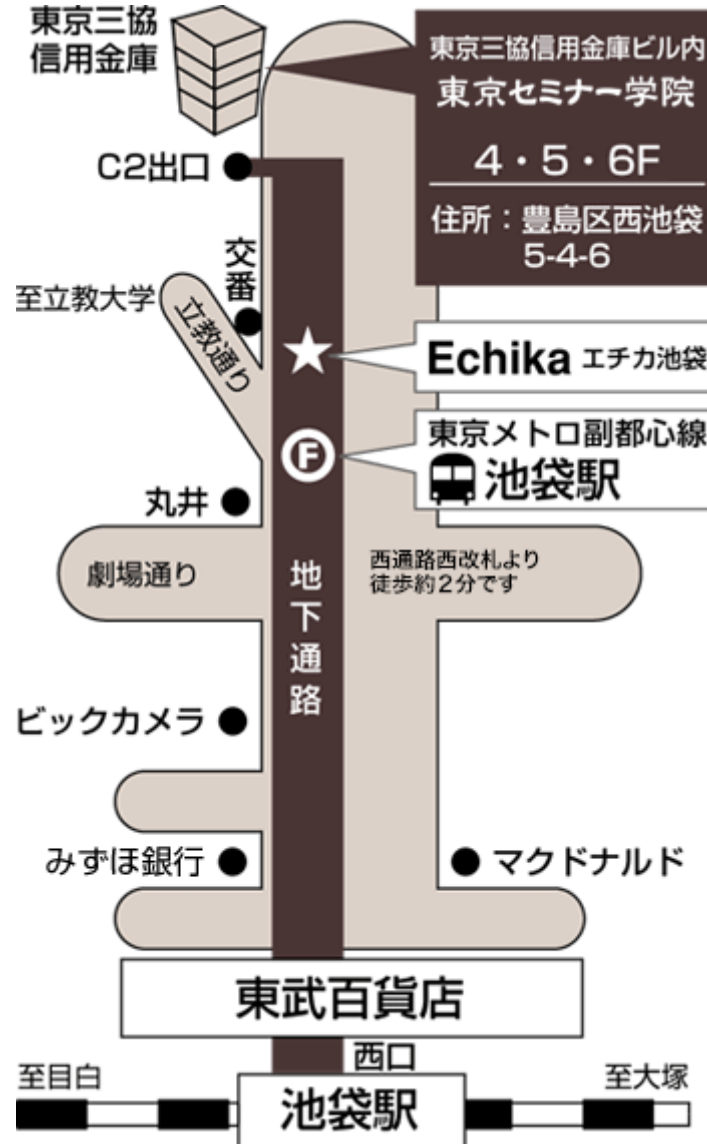 東京三協
信用金庫
東京三協信用金庫ビル内
東京セミナー学院
4・5・6F
住所:豊島区西池袋
5-4-6
C2出口
交番
至立教大学
立教通り
Echika エチカ池袋
東京メトロ副都心線
池袋駅
F
丸井
劇場通り
地下通路
西通路西改札より
徒歩約2分です
ビックカメラ
みずほ銀行
マクドナルド
東武百貨店
西口
至目白
池袋駅
至大塚